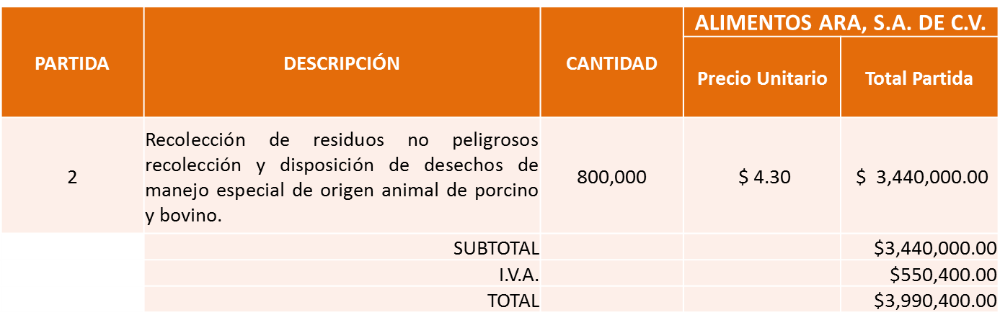 ALIMENTOS ARA, S.A. DE C.V.
PARTIDA DESCRIPCIÓN CANTIDAD Precio Unitario Total Partida
Recolección de residuos no peligrosos
recolección y disposición de desechos de
2 manejo especial de origen animal de porcino 800,000 $ 4.30 $ 3,440,000.00
y bovino.
SUBTOTAL $3,440,000.00
I.V.A. $550,400.00
TOTAL $3,990,400.00